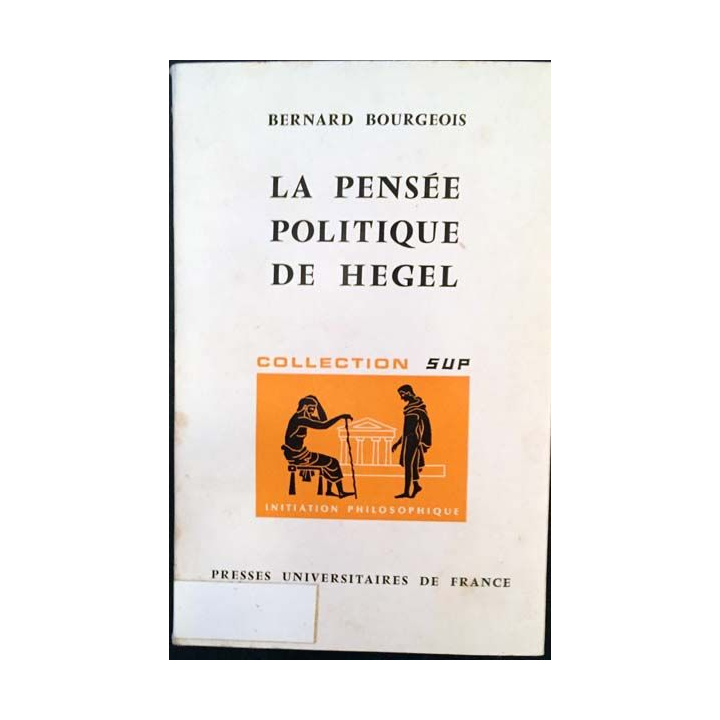 BERNARD BOURGEOIS
LA PENSÉE
POLITIQUE
DE HEGEL
COLLECTION SUP
INITIATION PHILOSOPHIQUE
PRESSES UNIVERSITAIRES DE FRANCE